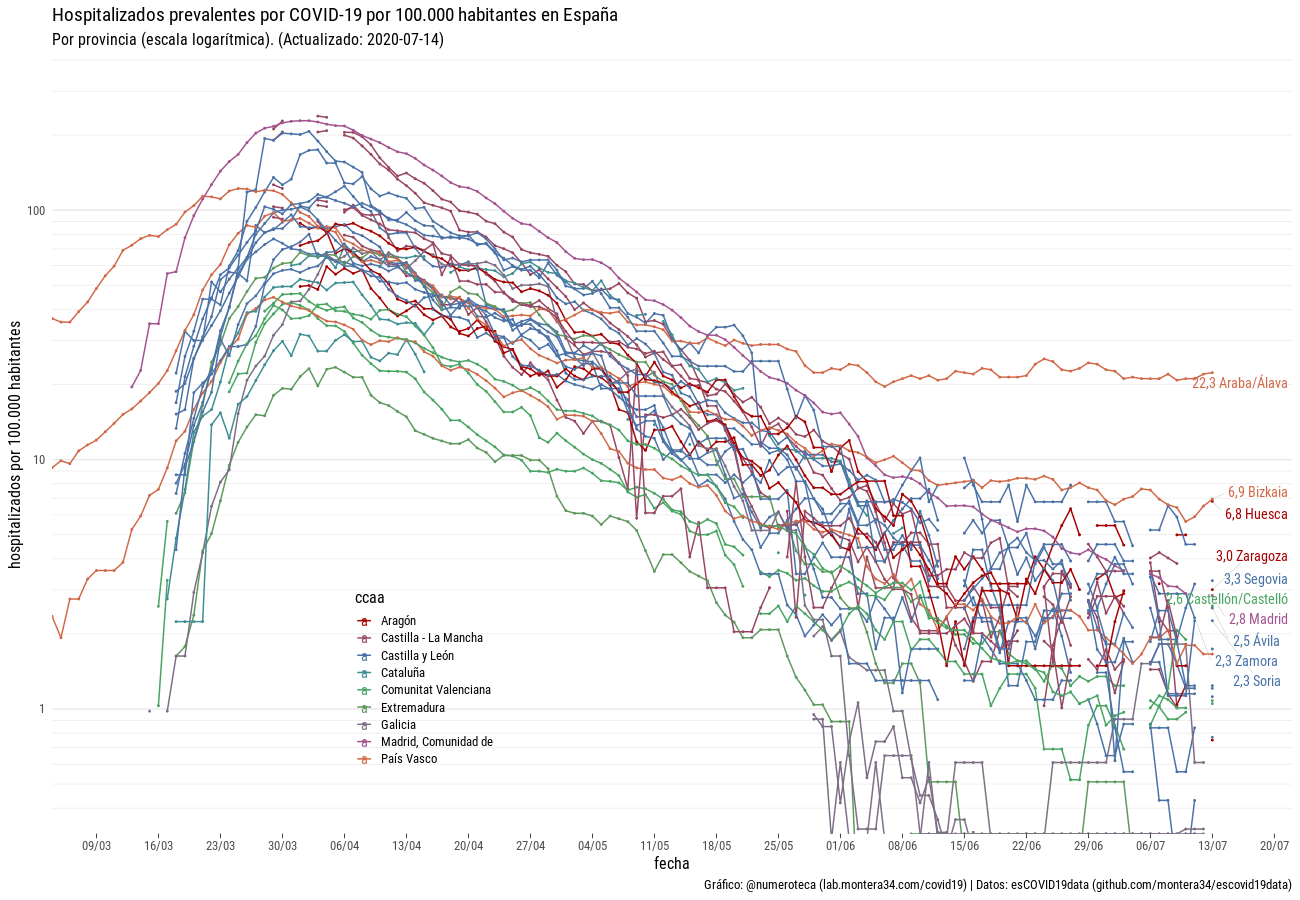 Hospitalizados prevalentes por COVID-19 por 100.000 habitantes en España
Por provincia (escala logarítmica). (Actualizado: 2020-07-14)
hospitalizados por 100.000 habitantes
100
10
1
22,3 Araba/Álava
6,9 Bizkaia
6,8 Huesca
3,0 Zaragoza
3,3 Segovia
2,6 Castellón/Castelló
2,8 Madrid
2,5 Ávila
2,3 Zamora
2,3 Soria
ccaa
Aragón
Castilla - La Mancha
Castilla y León
Cataluña
Comunitat Valenciana
Extremadura
Galicia
Madrid, Comunidad de
País Vasco
09/03 16/03 23/03 30/03 06/04 13/04 20/04 27/04 04/05 11/05 18/05 25/05 01/06 08/06 15/06 22/06 29/06 06/07 13/07 20/07
fecha
Gráfico: @numeroteca (lab.montera34.com/covid19) | Datos: esCOVID19data (github.com/montera34/escovid19data)